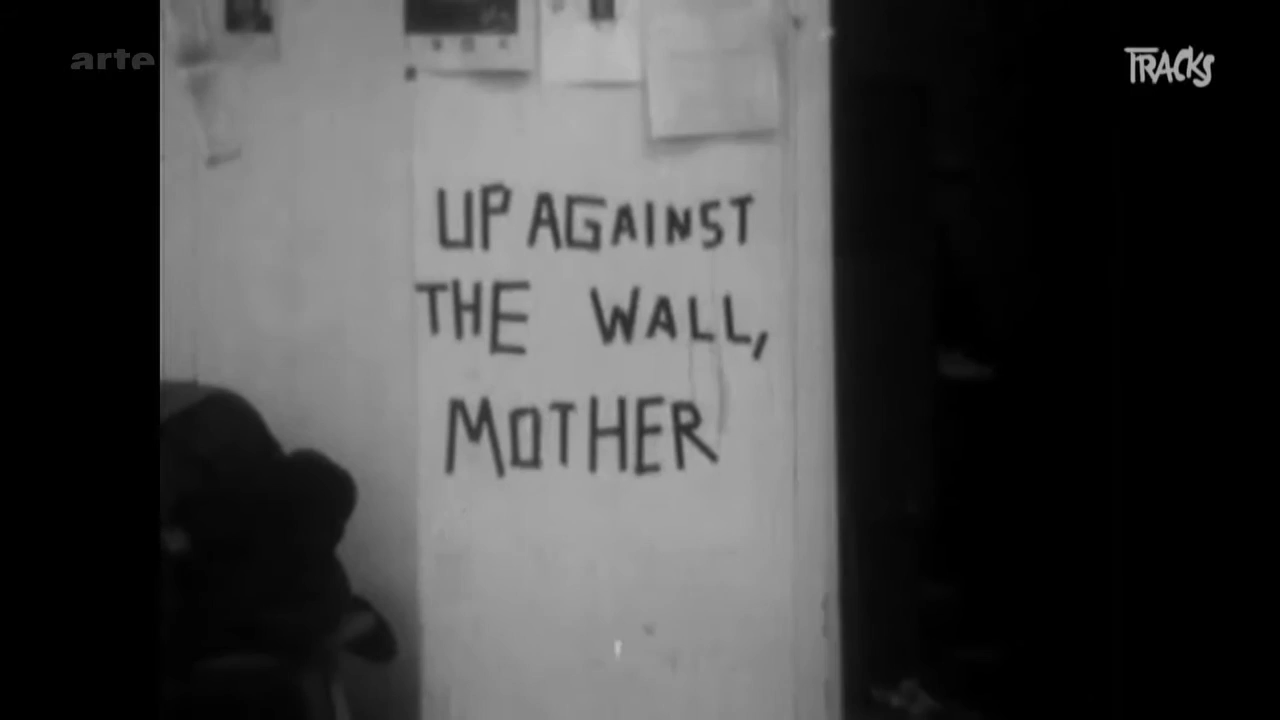 arte
TRACKS
UP AGAINST
THE WALL,
MOTHER